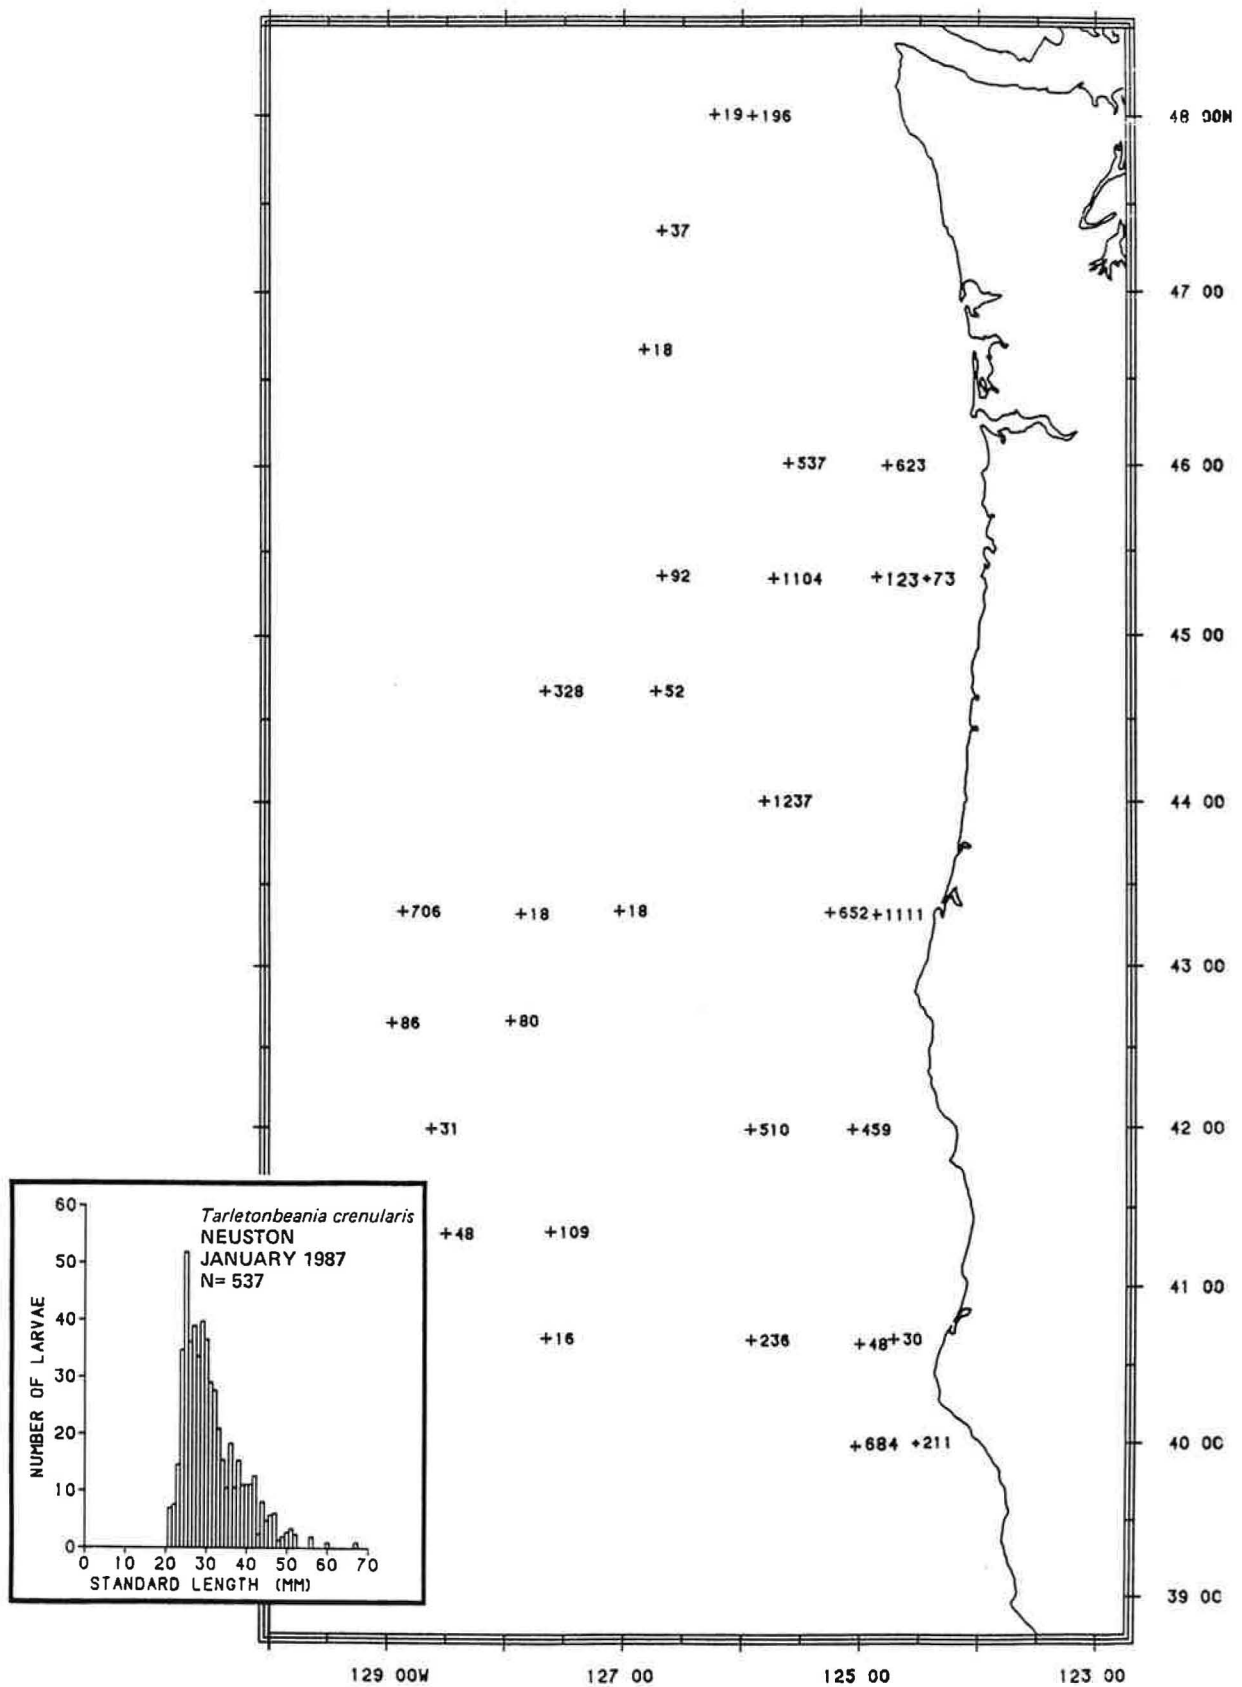 +19+196
48 00N
+37
47 00
+18
+537 +623
46 00
+92 +1104 +123+73
45 00
+328 +52
+1237
44 00
+706 +18 +18 +652+1111
43 00
+86 +80
+31 +510 +459
42 00
+48 +109
41 00
+16 +236 +48+30
+684 +211
40 00
39 00
129 00W 127 00 125 00 123 00
Tarletonbeania crenularis
NEUSTON
JANUARY 1987
N= 537
NUMBER OF LARVAE
60
50
40
30
20
10
0
0 10 20 30 40 50 60 70
STANDARD LENGTH (MM)